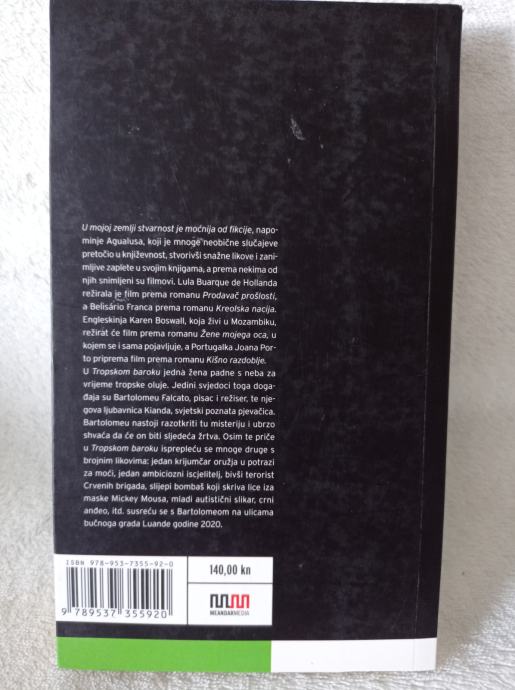 U mojoj zemlji stvarnost je moćnija od fikcije, napo-
minje Agualusa, koji je mnoge neobične slučajeve
pretočio u književnost, stvorivši snažne likove i zani-
mljive zaplete u svojim knjigama, a prema nekima od
njih snimljeni su filmovi. Lula Buarque de Hollanda
režirala je film prema romanu Prodavač prošlosti,
a Belisário Franca prema romanu Kreolska nacija.
Engleskinja Karen Boswall, koja živi u Mozambiku,
režirat će film prema romanu Žene mojega oca, u
kojem se i sama pojavljuje, a Portugalka Joana Por-
to priprema film prema romanu Kišno razdoblje.
U Tropskom baroku jedna žena padne s neba za
vrijeme tropske oluje. Jedini svjedoci toga doga-
đaja su Bartolomeu Falcato, pisac i režiser, te nje-
gova ljubavnica Kianda, svjetski poznata pjevačica.
Bartolomeu nastoji razotkriti tu misteriju i ubrzo
shvaća da će on biti sljedeća žrtva. Osim te priče
u Tropskom baroku isprepleću se mnoge druge s
brojnim likovima: jedan krijumčar oružja u potrazi
za moći, jedan ambiciozni iscjelitelj, bivši terorist
Crvenih brigada, slijepi bombaš koji skriva lice iza
maske Mickey Mousa, mladi autistični slikar, crni
anđeo, itd. susreću se s Bartolomeom na ulicama
bučnoga grada Luande godine 2020.
ISBN 978-953-7355-92-0
140,00 kn
9 789537 355920
MEANDARMEDIA